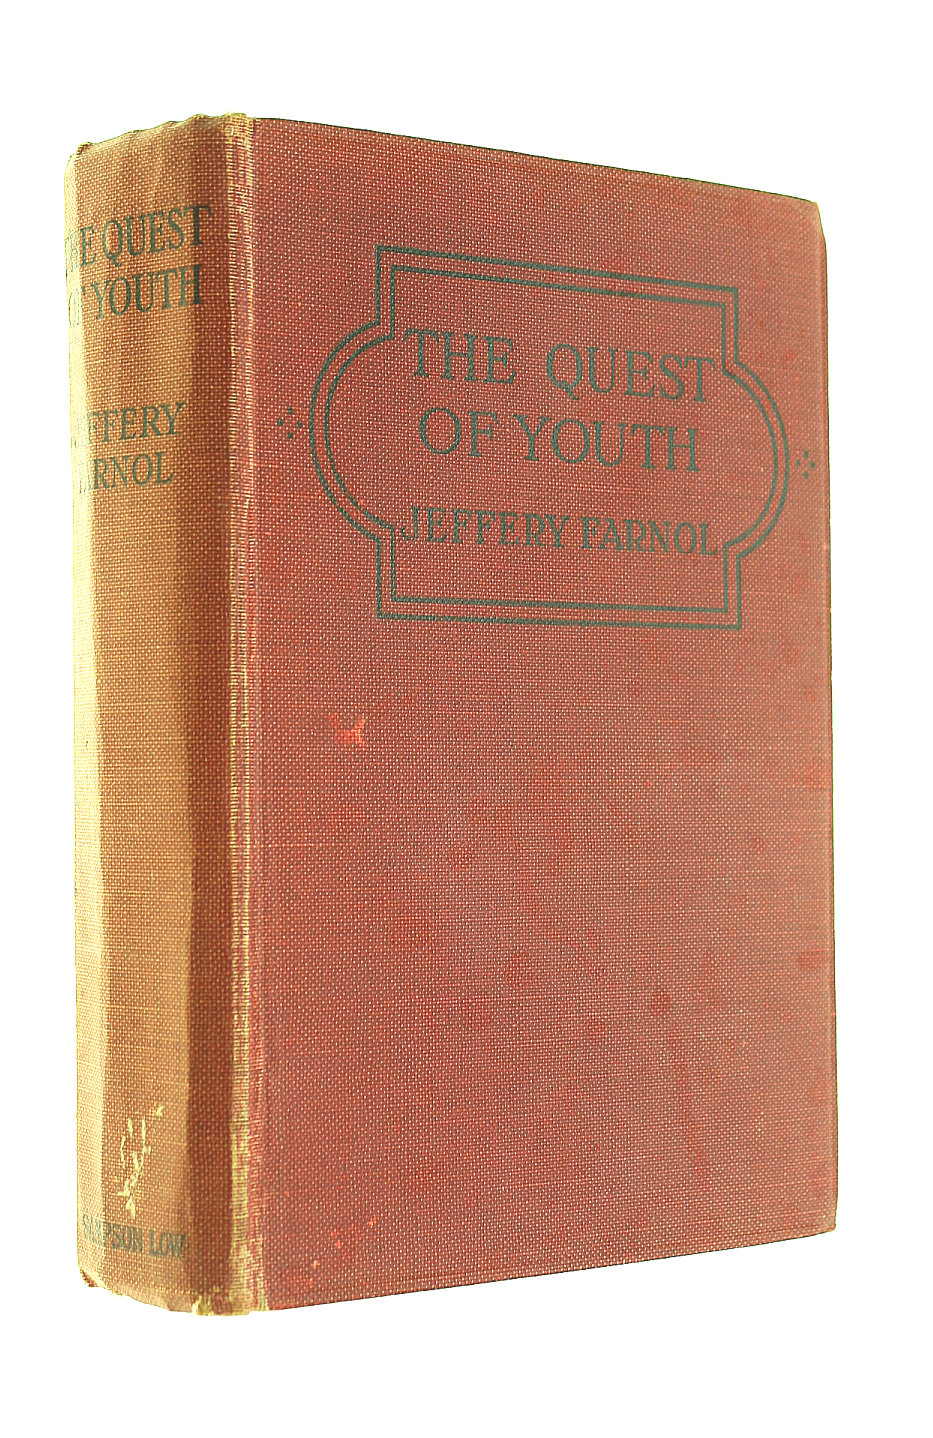 THE QUEST
OF YOUTH
JEFFERY FARNOL
THE QUEST
OF YOUTH
JEFFERY
FARNOL
SAMPSON LOW